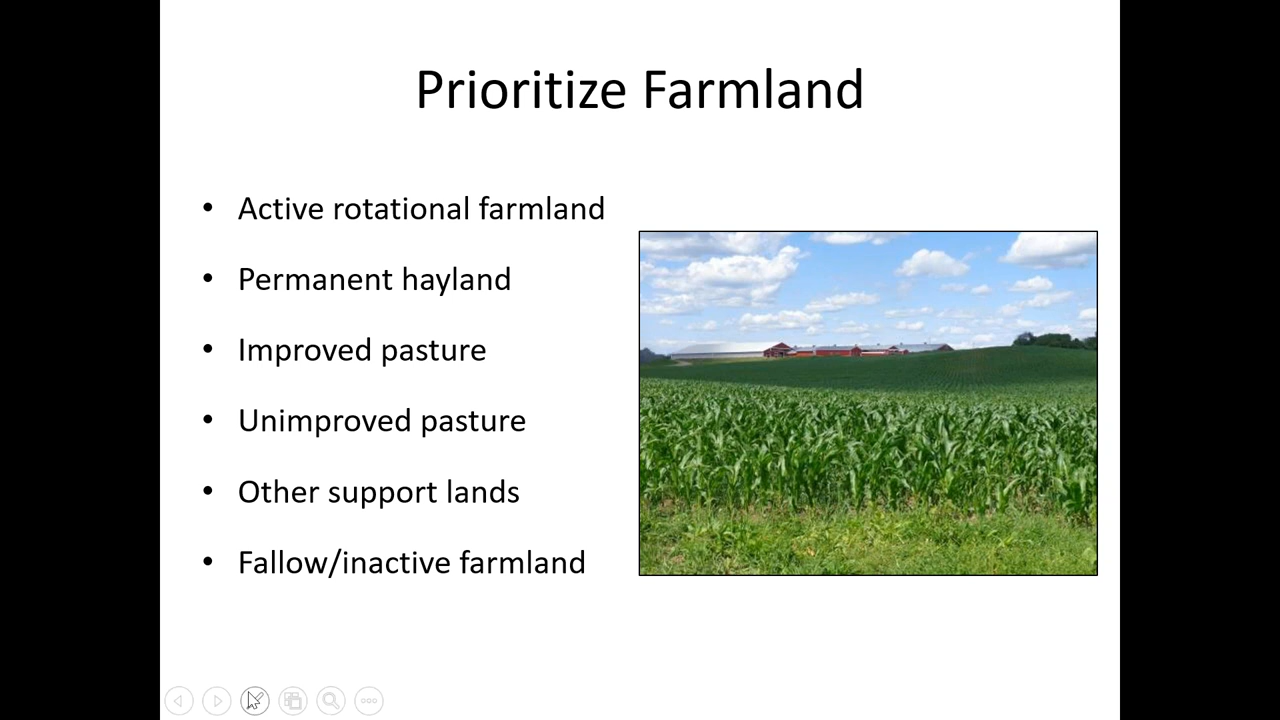 Prioritize Farmland
• Active rotational farmland
• Permanent hayland
• Improved pasture
• Unimproved pasture
• Other support lands
• Fallow/inactive farmland